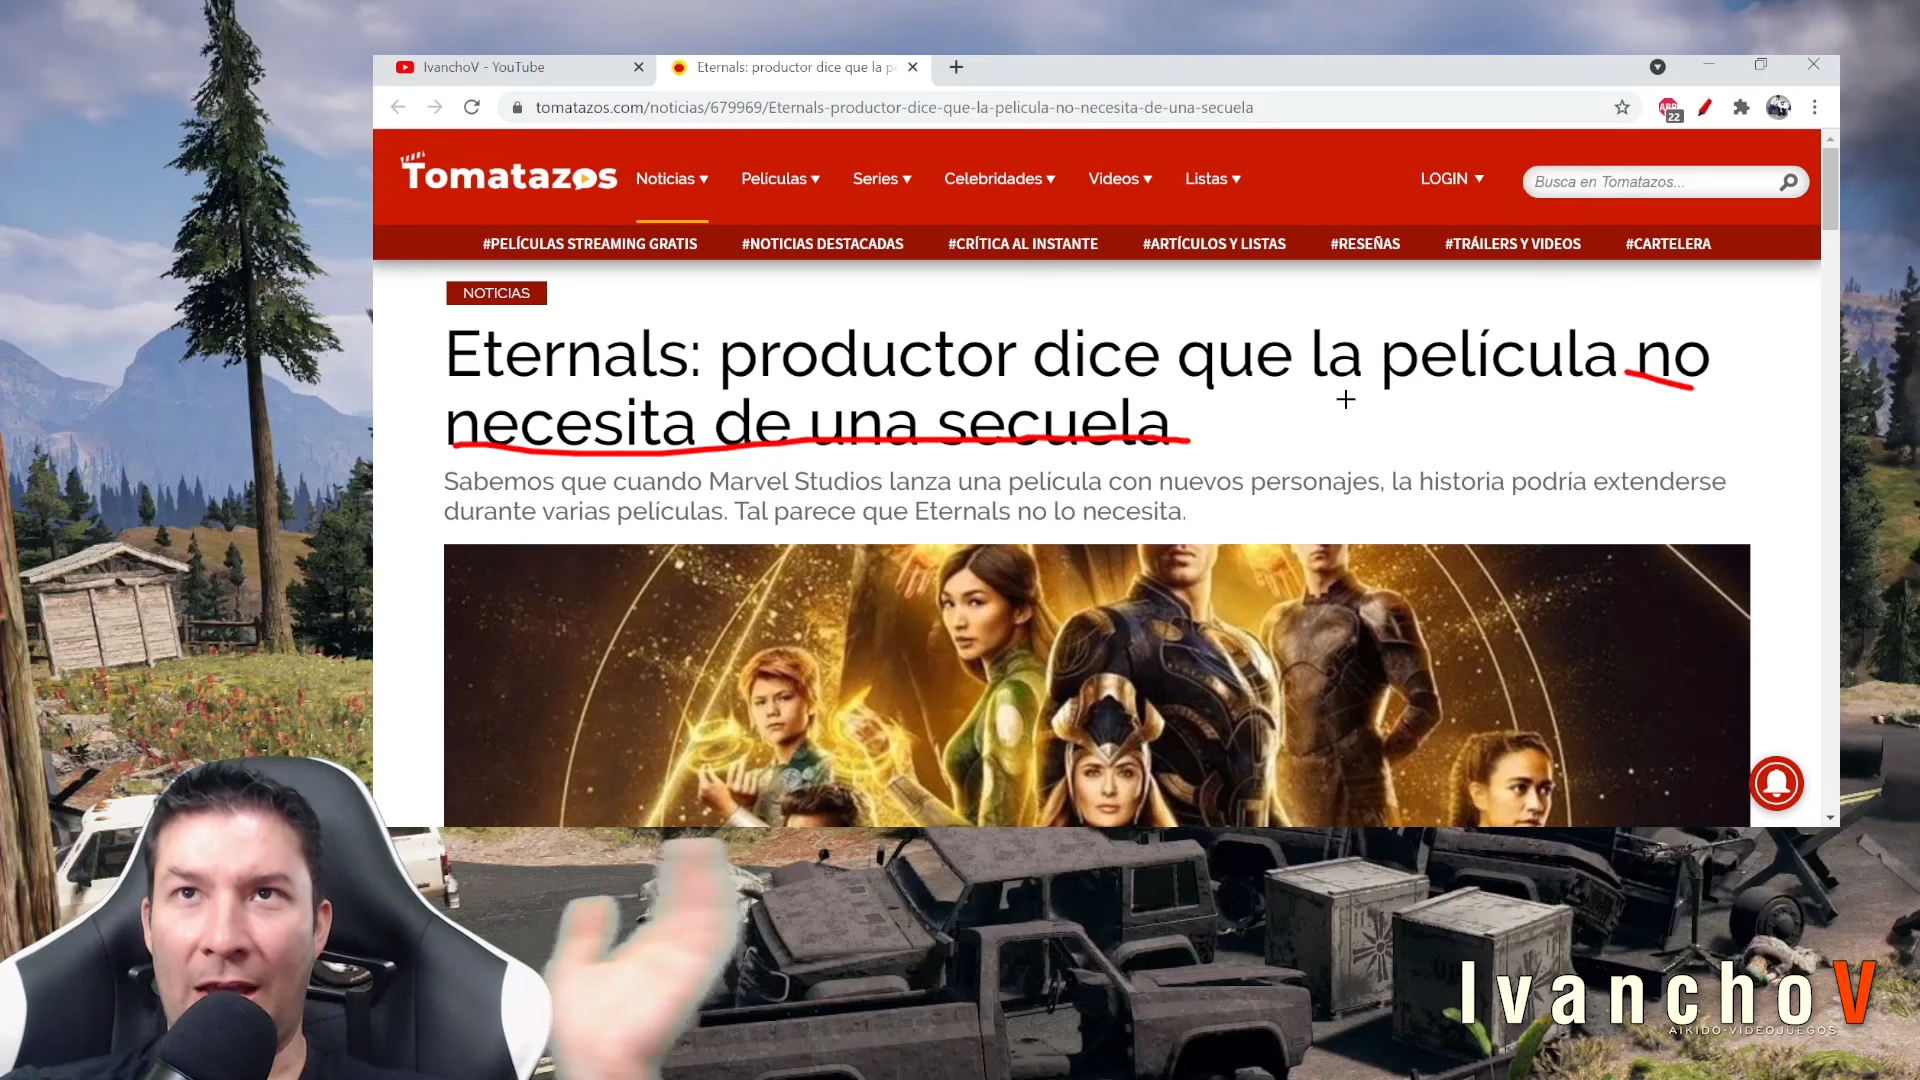 IvanchoV - YouTube
Eternals: productor dice que la p
tomatazos.com/noticias/679969/Eternals-productor-dice-que-la-pelicula-no-necesita-de-una-secuela
ABP
22
Tomatazos
Noticias ▾ Películas ▾ Series ▾ Celebridades ▾ Videos ▾ Listas ▾ LOGIN ▾ Busca en Tomatazos...
#PELÍCULAS STREAMING GRATIS #NOTICIAS DESTACADAS #CRÍTICA AL INSTANTE #ARTÍCULOS Y LISTAS #RESEÑAS #TRÁILERS Y VIDEOS #CARTELERA
NOTICIAS
Eternals: productor dice que la película no
necesita de una secuela
Sabemos que cuando Marvel Studios lanza una película con nuevos personajes, la historia podría extenderse
durante varias películas. Tal parece que Eternals no lo necesita.
IvanchoV
AIKIDO-VIDEOJUEGOS